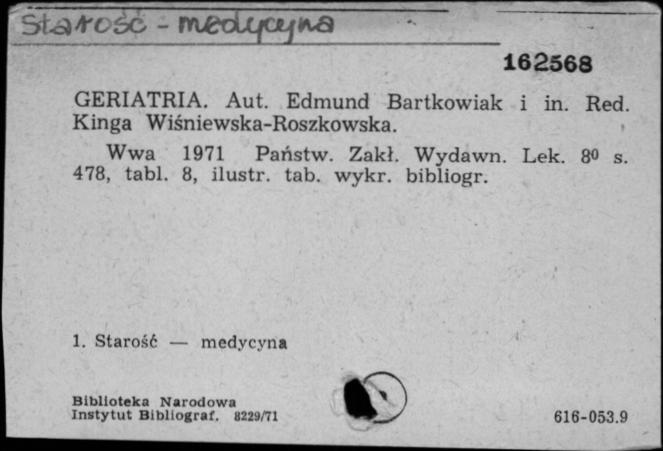 Starość - medycyna
162568
GERIATRIA. Aut. Edmund Bartkowiak i in. Red.
Kinga Wiśniewska-Roszkowska.
Wwa 1971 Państw. Zakł. Wydawn. Lek. 8⁰ s.
478, tabl. 8, ilustr. tab. wykr. bibliogr.
1. Starość — medycyna
Biblioteka Narodowa
Instytut Bibliograf. 8229/71
616-053.9